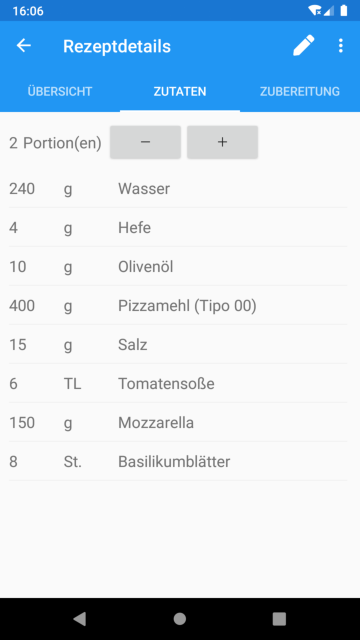 16:06
Rezeptdetails
ÜBERSICHT ZUTATEN ZUBEREITUNG
2 Portion(en) − +
240 g Wasser
4 g Hefe
10 g Olivenöl
400 g Pizzamehl (Tipo 00)
15 g Salz
6 TL Tomatensoße
150 g Mozzarella
8 St. Basilikumblätter